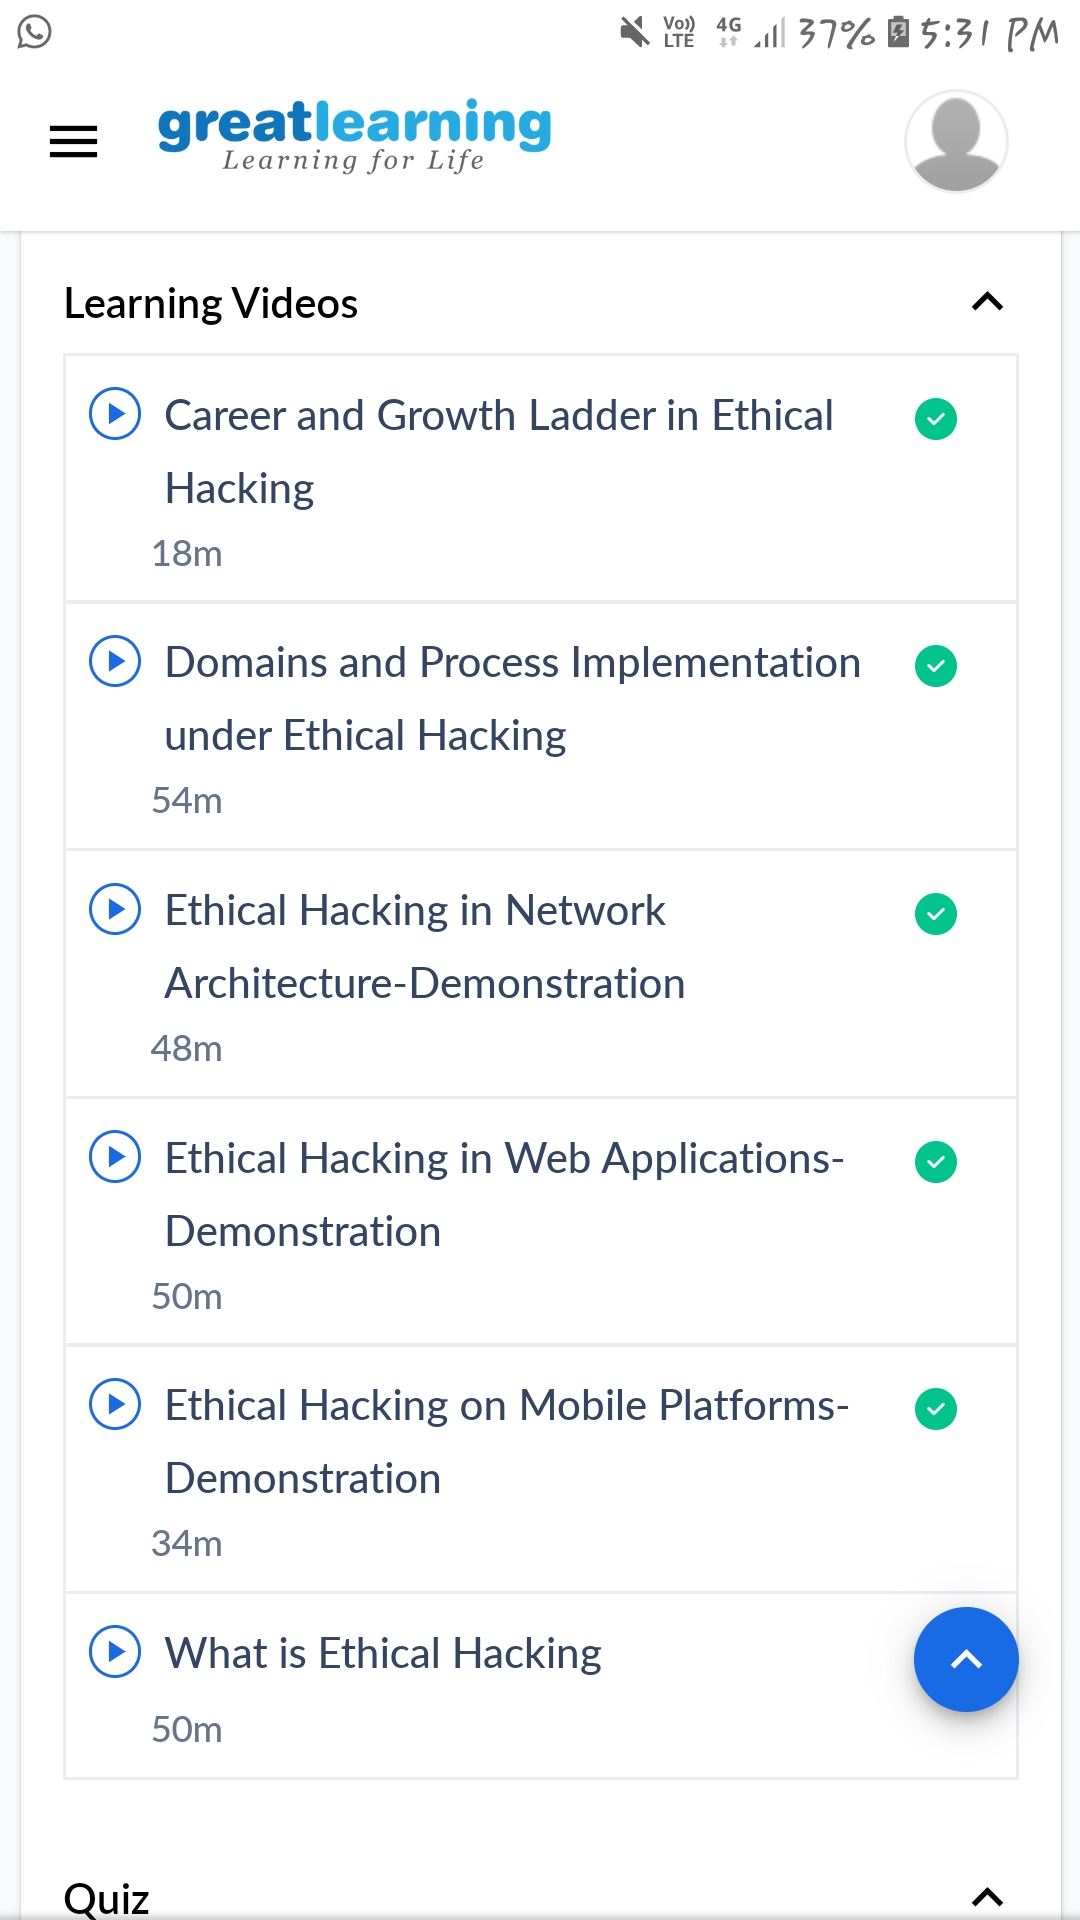 Vo)) LTE 4G 37% 5:31 PM
greatlearning
Learning for Life
Learning Videos
Career and Growth Ladder in Ethical
Hacking
18m
Domains and Process Implementation
under Ethical Hacking
54m
Ethical Hacking in Network
Architecture-Demonstration
48m
Ethical Hacking in Web Applications-
Demonstration
50m
Ethical Hacking on Mobile Platforms-
Demonstration
34m
What is Ethical Hacking
50m
Quiz